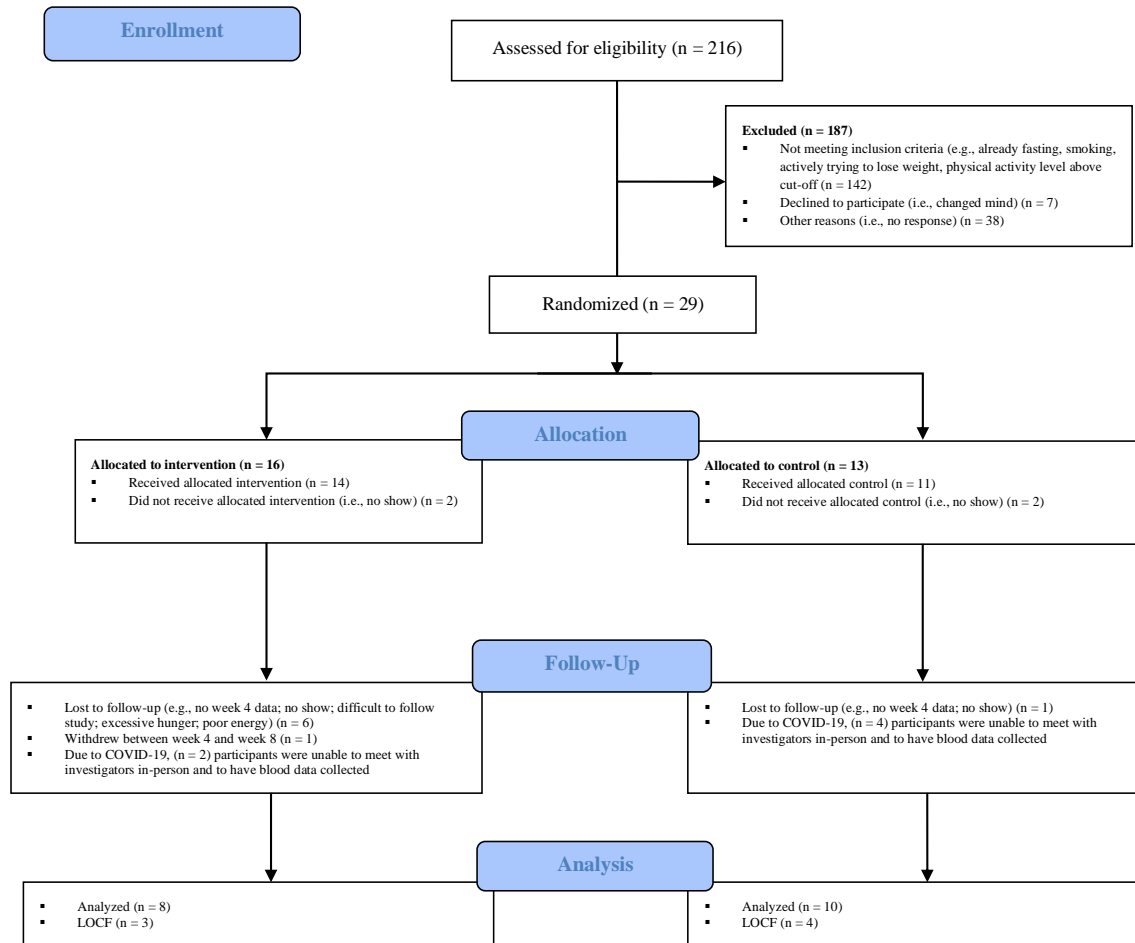 Enrollment
Assessed for eligibility (n = 216)
Excluded (n = 187)
▪ Not meeting inclusion criteria (e.g., already fasting, smoking,
actively trying to lose weight, physical activity level above
cut-off (n = 142)
▪ Declined to participate (i.e., changed mind) (n = 7)
▪ Other reasons (i.e., no response) (n = 38)
Randomized (n = 29)
Allocation
Allocated to intervention (n = 16)
▪ Received allocated intervention (n = 14)
▪ Did not receive allocated intervention (i.e., no show) (n = 2)
Allocated to control (n = 13)
▪ Received allocated control (n = 11)
▪ Did not receive allocated control (i.e., no show) (n = 2)
Follow-Up
▪ Lost to follow-up (e.g., no week 4 data; no show; difficult to follow
study; excessive hunger; poor energy) (n = 6)
▪ Withdrew between week 4 and week 8 (n = 1)
▪ Due to COVID-19, (n = 2) participants were unable to meet with
investigators in-person and to have blood data collected
▪ Lost to follow-up (e.g., no week 4 data; no show) (n = 1)
▪ Due to COVID-19, (n = 4) participants were unable to meet with
investigators in-person and to have blood data collected
Analysis
▪ Analyzed (n = 8)
▪ LOCF (n = 3)
▪ Analyzed (n = 10)
▪ LOCF (n = 4)